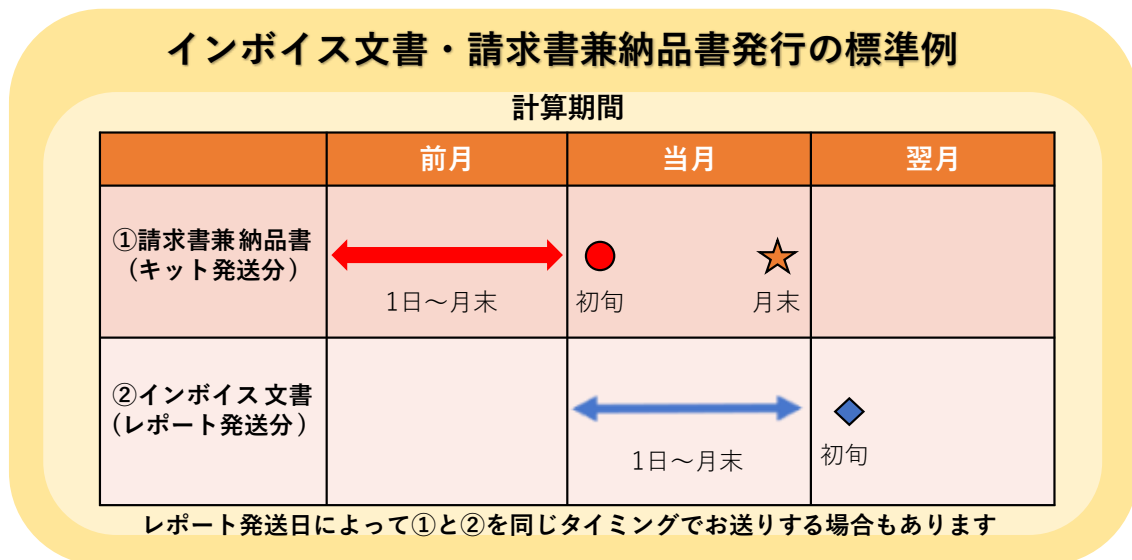 インボイス文書・請求書兼納品書発行の標準例
計算期間
前月
当月
翌月
①請求書兼納品書
(キット発送分)
1日～月末
初旬
月末
②インボイス文書
(レポート発送分)
1日～月末
初旬
レポート発送日によって①と②を同じタイミングでお送りする場合もあります